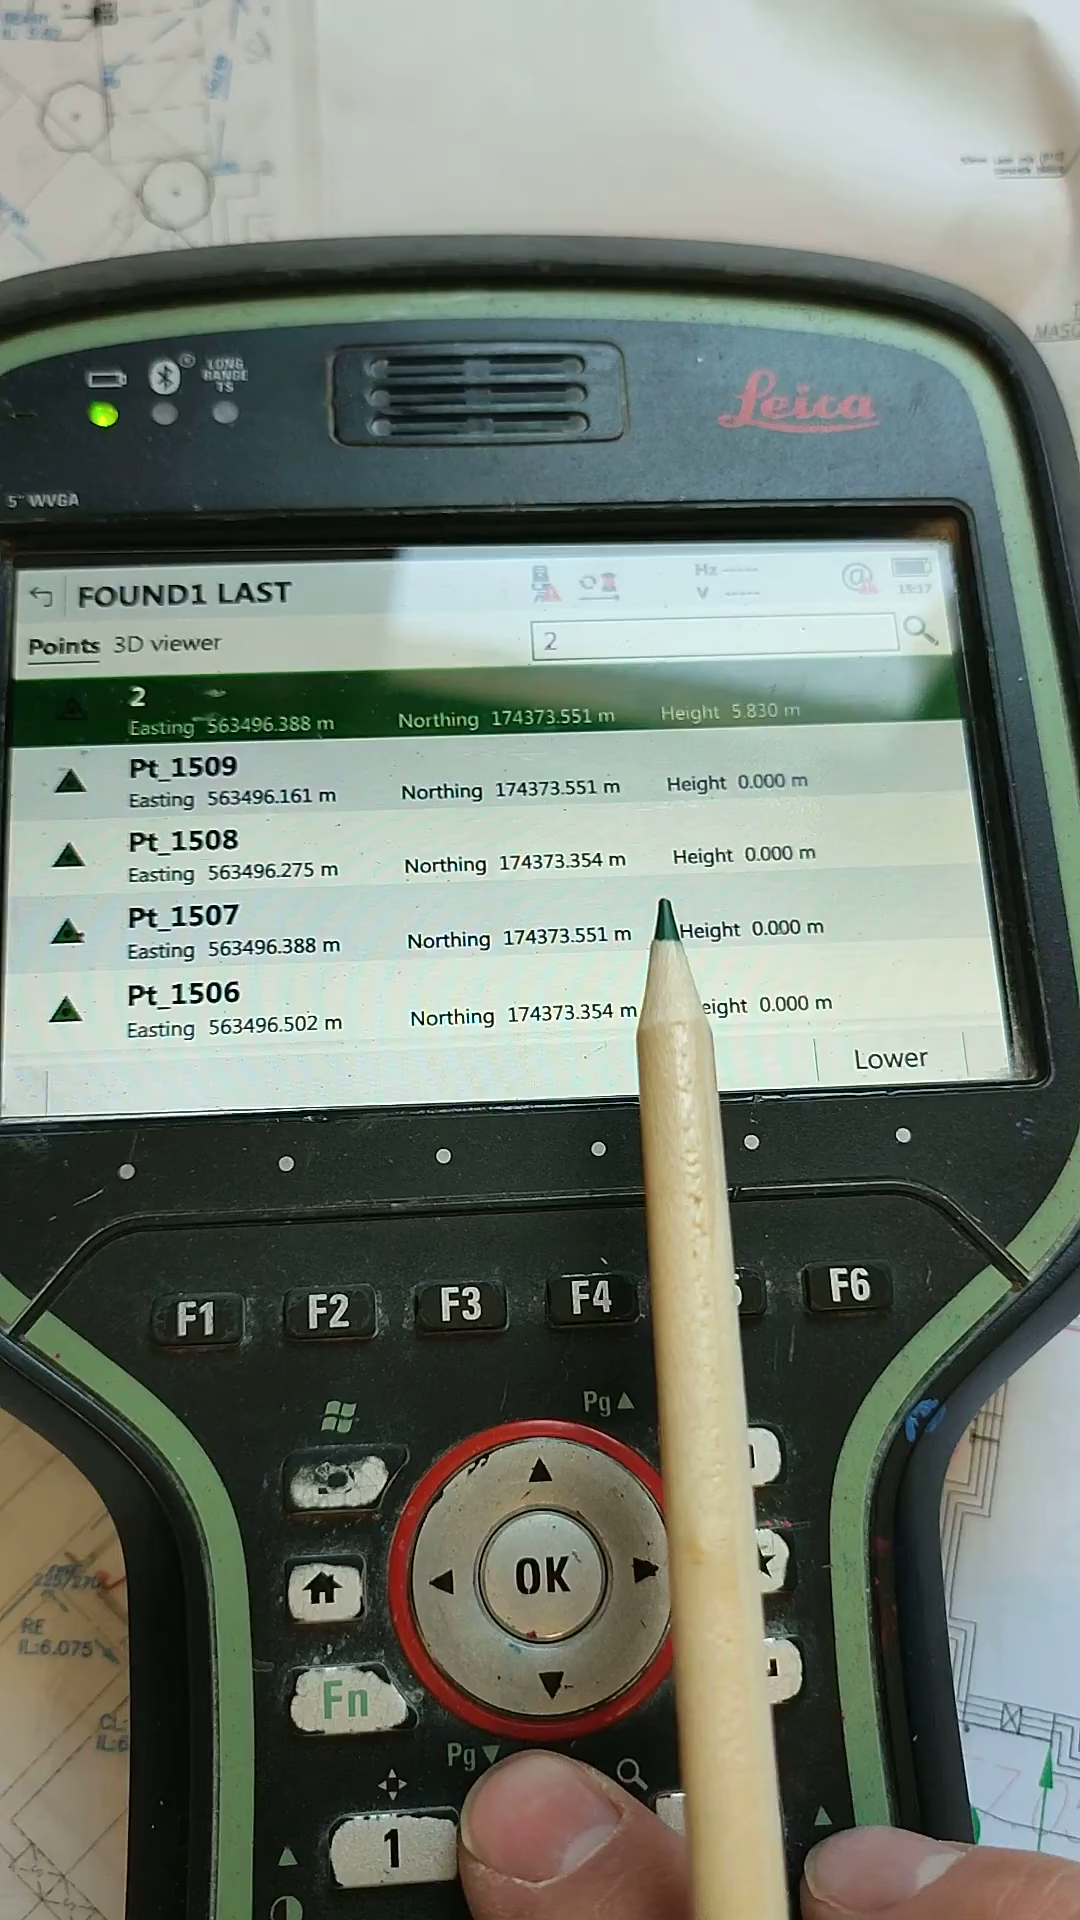 LONG
RANGE
TS
Leica
5" WVGA
FOUND1 LAST
Hz -----
V -----
15:17
Points 3D viewer
2
2
Easting 563496.388 m Northing 174373.551 m Height 5.830 m
Pt_1509
Easting 563496.161 m Northing 174373.551 m Height 0.000 m
Pt_1508
Easting 563496.275 m Northing 174373.354 m Height 0.000 m
Pt_1507
Easting 563496.388 m Northing 174373.551 m Height 0.000 m
Pt_1506
Easting 563496.502 m Northing 174373.354 m eight 0.000 m
Lower
F1 F2 F3 F4 F6
Pg
OK
Fn
Pg
1
RE
IL:6.075